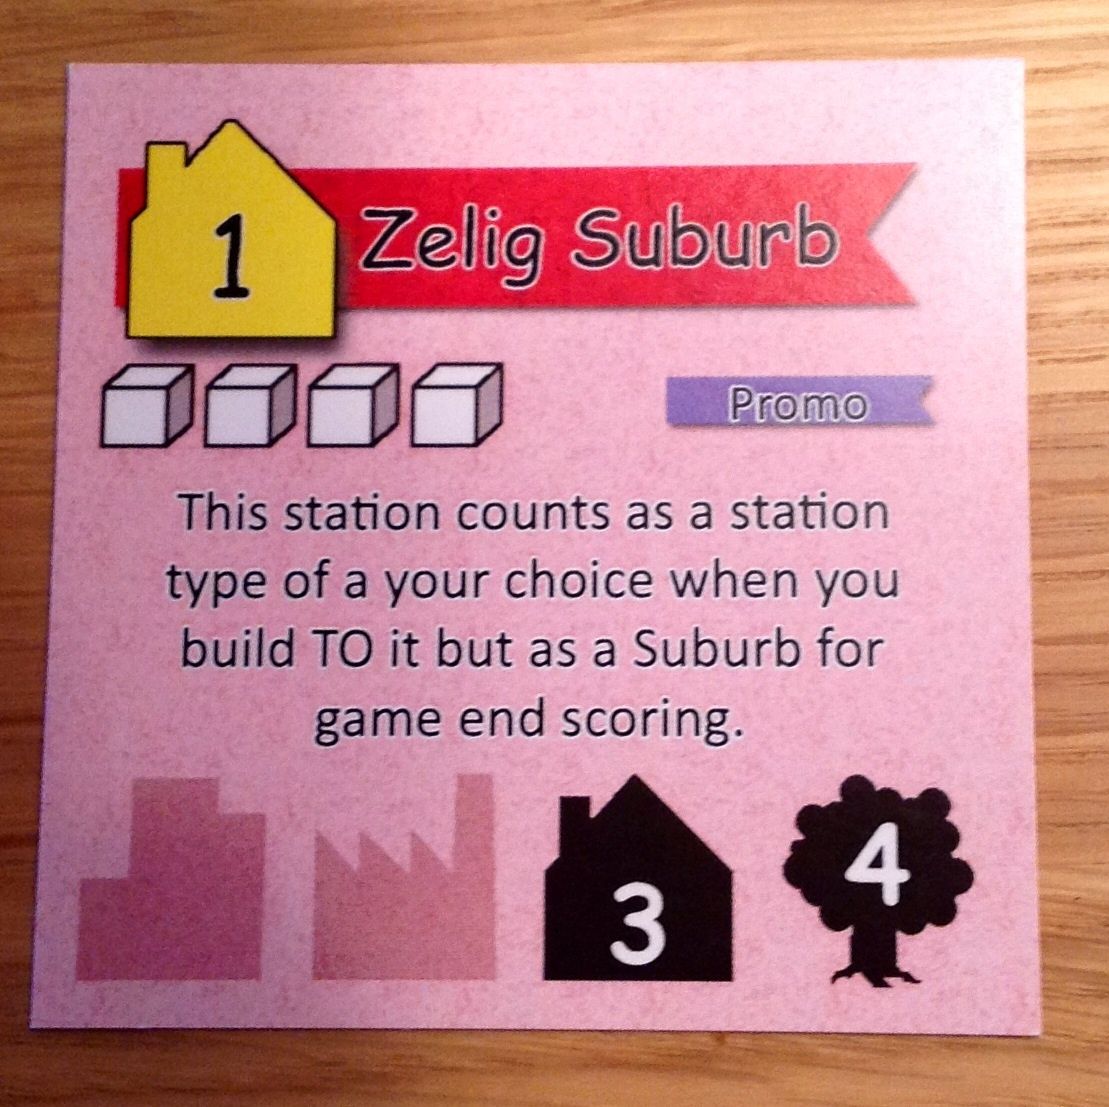 1 Zelig Suburb
Promo
This station counts as a station
type of a your choice when you
build TO it but as a Suburb for
game end scoring.
3 4